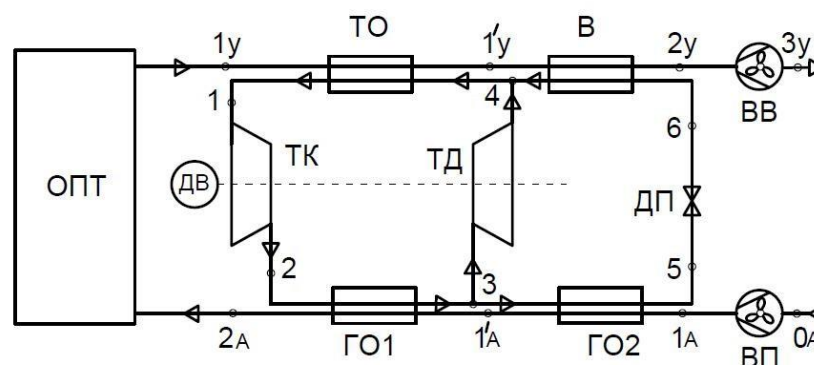 1у ТО 1'у В 2у 3у
1 4 ВВ
6
ОПТ ДВ ТК ТД ДП
2 3 5
2А ГО1 1'А ГО2 1А ВП 0А